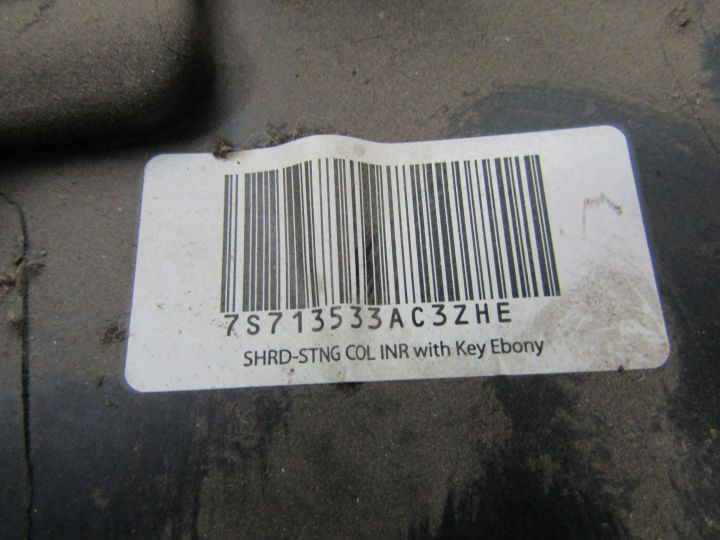 7S713533AC3ZHE
SHRD-STNG COL INR with Key Ebony